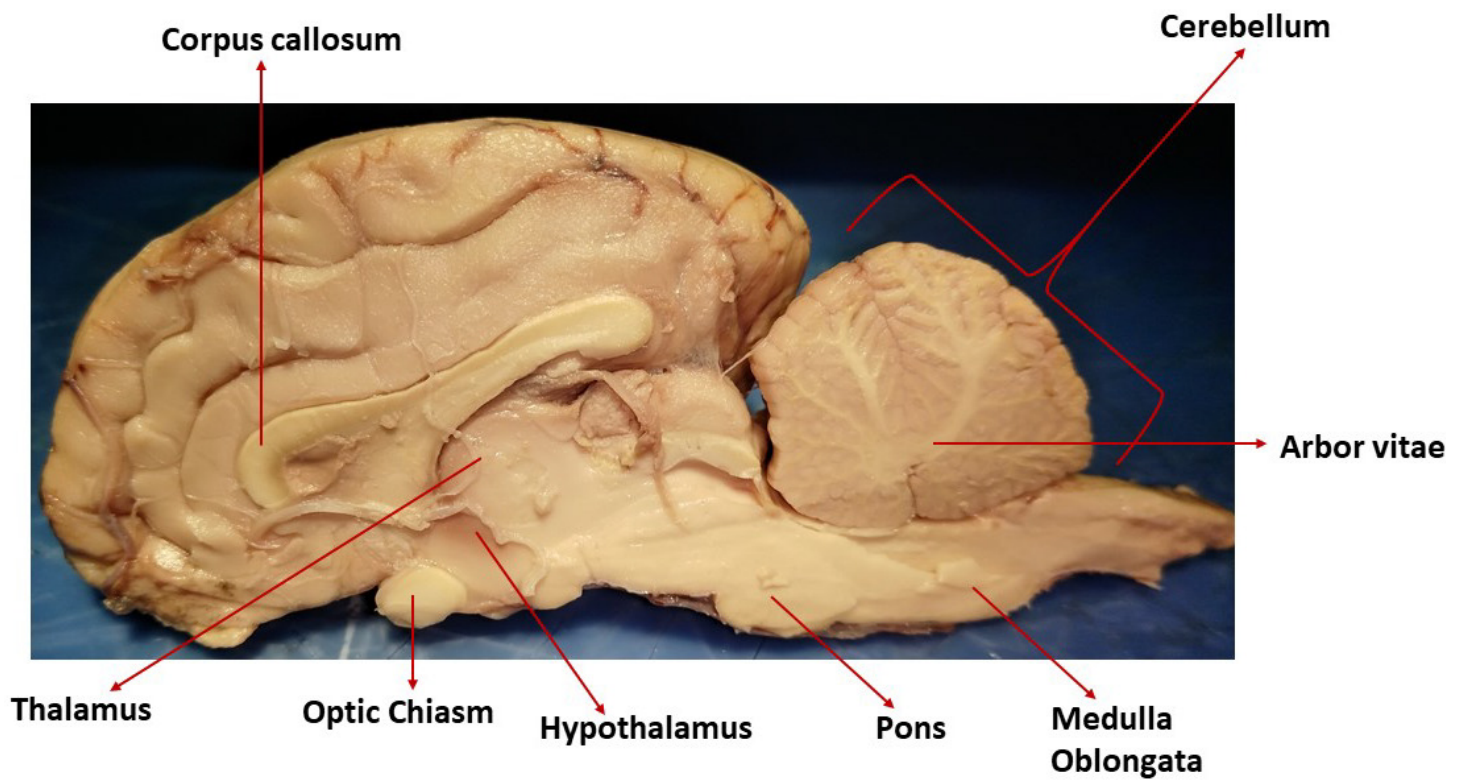 Corpus callosum
Cerebellum
Arbor vitae
Thalamus
Optic Chiasm
Hypothalamus
Pons
Medulla
Oblongata